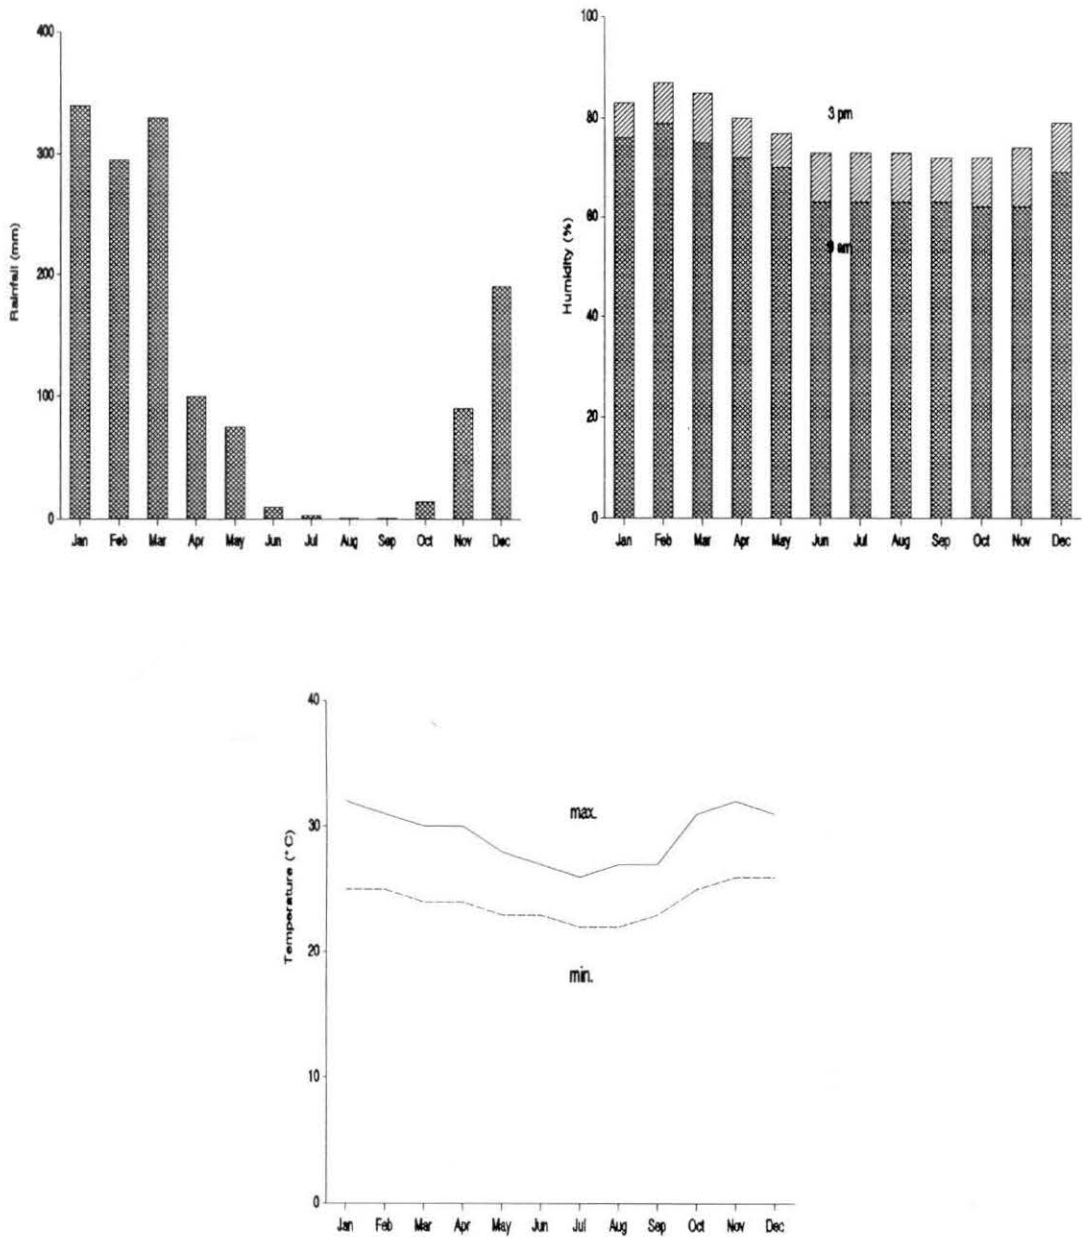 400
300
200
100
0
Rainfall (mm)
Jan Feb Mar Apr May Jun Jul Aug Sep Oct Nov Dec
100
80
60
40
20
0
Humidity (%)
3 pm
9 am
Jan Feb Mar Apr May Jun Jul Aug Sep Oct Nov Dec
40
30
20
10
0
Temperature (°C)
max.
min.
Jan Feb Mar Apr May Jun Jul Aug Sep Oct Nov Dec